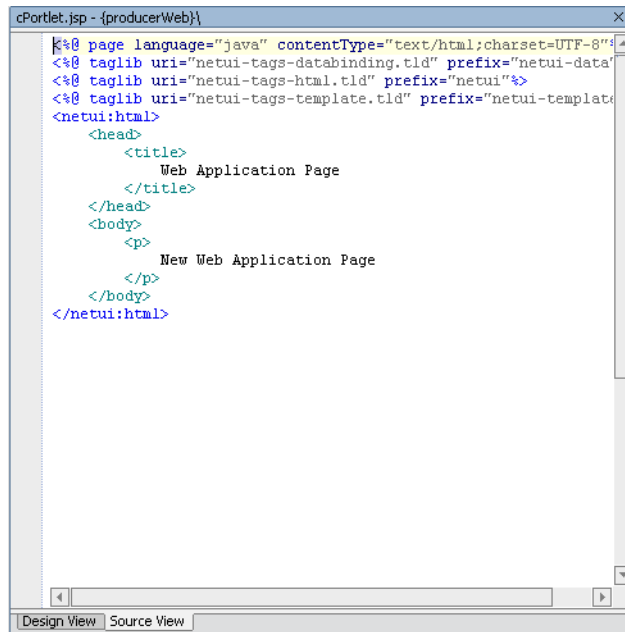 cPortlet.jsp - {producerWeb}\
<%@ page language="java" contentType="text/html;charset=UTF-8"%
<%@ taglib uri="netui-tags-databinding.tld" prefix="netui-data"
<%@ taglib uri="netui-tags-html.tld" prefix="netui"%>
<%@ taglib uri="netui-tags-template.tld" prefix="netui-template
<netui:html>
<head>
<title>
Web Application Page
</title>
</head>
<body>
<p>
New Web Application Page
</p>
</body>
</netui:html>
Design View Source View